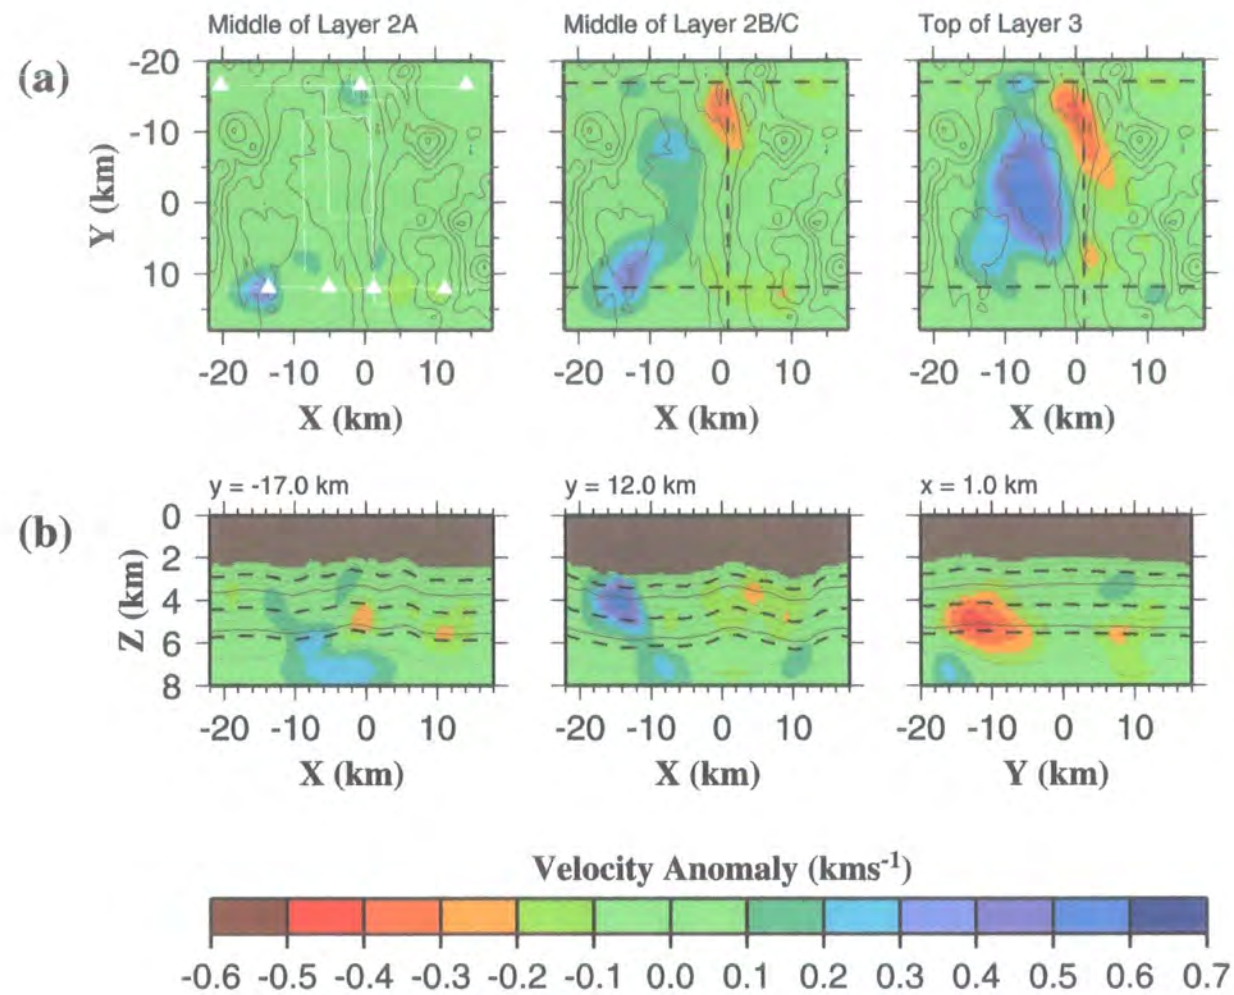 Middle of Layer 2A
Middle of Layer 2B/C
Top of Layer 3
(a)
-20
-10
0
10
Y (km)
-20 -10 0 10
-20 -10 0 10
-20 -10 0 10
X (km)
X (km)
X (km)
y = -17.0 km
y = 12.0 km
x = 1.0 km
(b)
0
2
4
6
8
Z (km)
-20 -10 0 10
-20 -10 0 10
-20 -10 0 10
X (km)
X (km)
Y (km)
Velocity Anomaly (kms⁻¹)
-0.6 -0.5 -0.4 -0.3 -0.2 -0.1 0.0 0.1 0.2 0.3 0.4 0.5 0.6 0.7